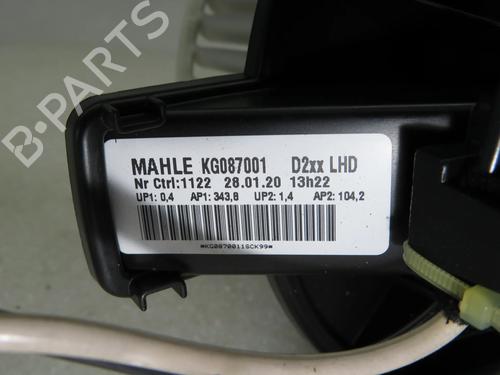 B-PARTS
MAHLE KG087001 D2xx LHD
Nr Ctrl:1122 28.01.20 13h22
UP1: 0,4 AP1: 343,8 UP2: 1,4 AP2: 104,2
*KG0870011SCK99*